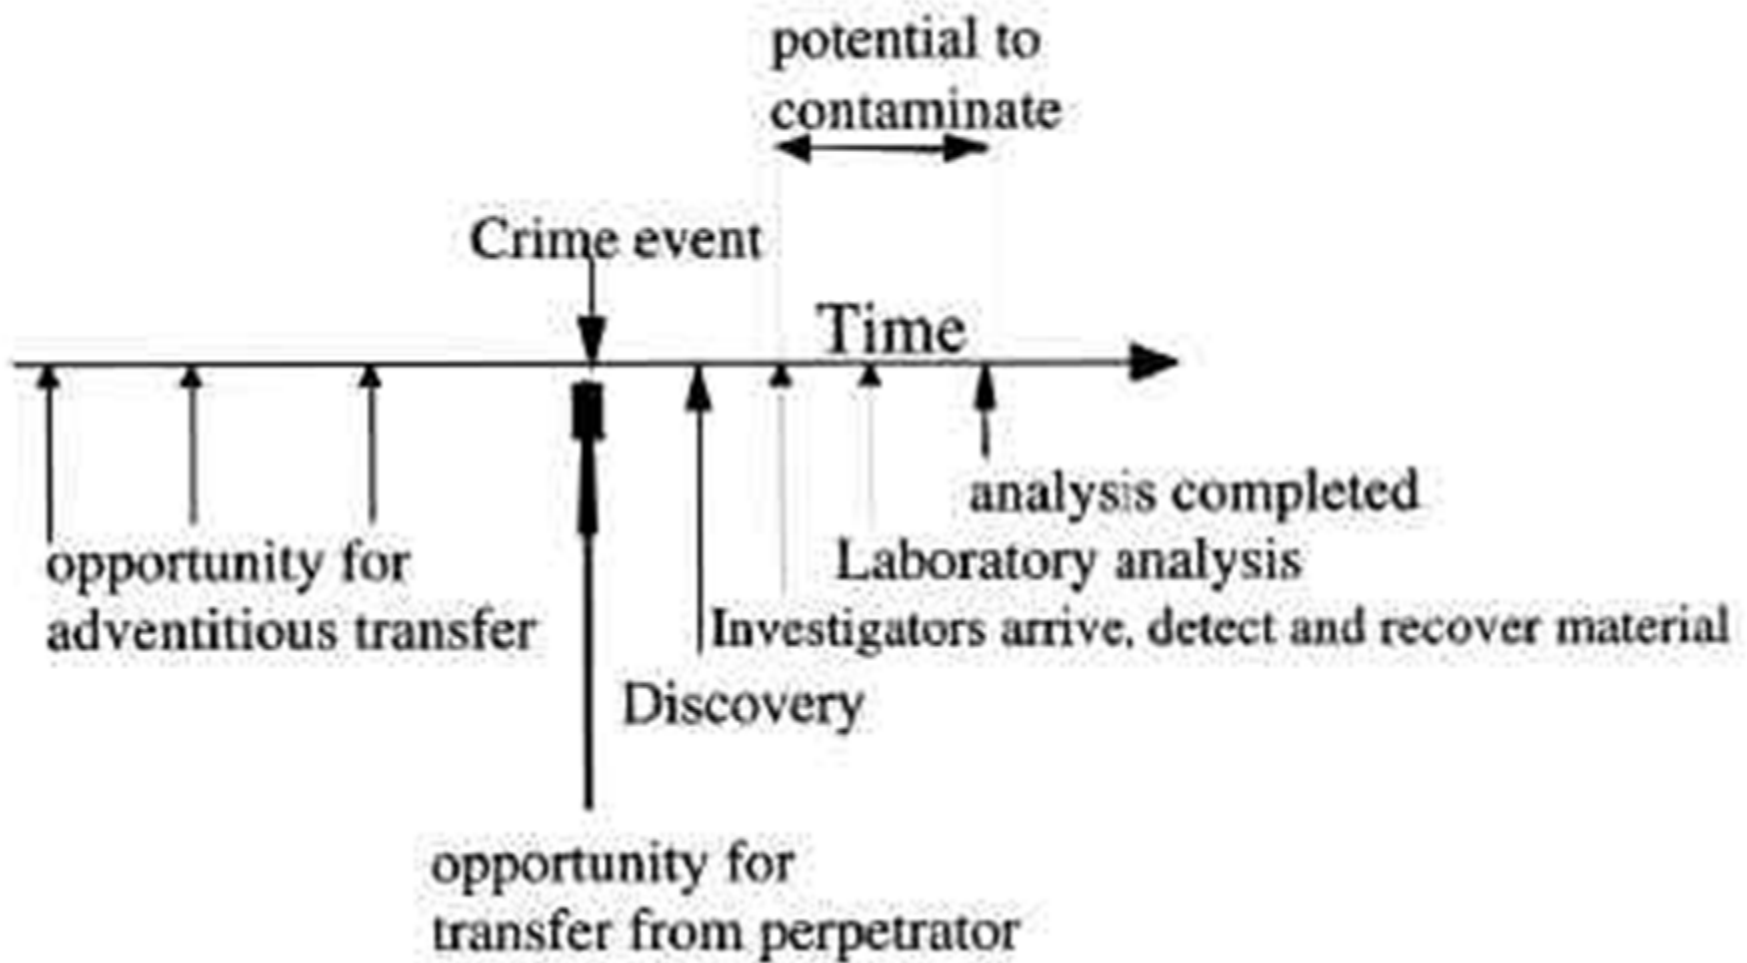 potential to
contaminate
Crime event
Time
analysis completed
opportunity for
adventitious transfer
Laboratory analysis
Investigators arrive, detect and recover material
Discovery
opportunity for
transfer from perpetrator